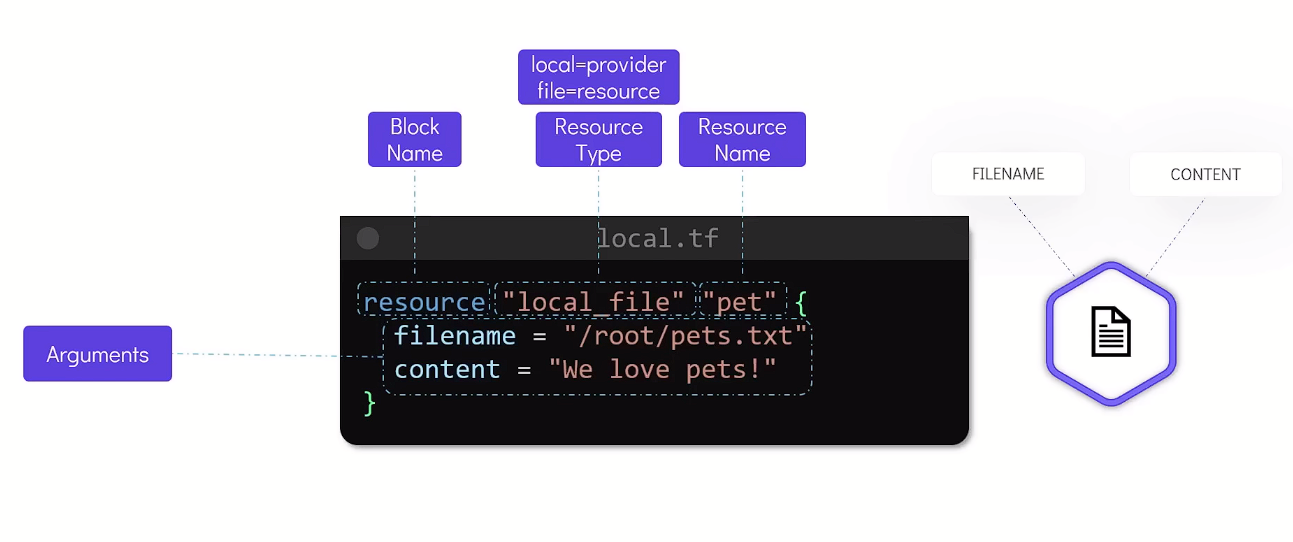 local=provider
file=resource
Block
Name
Resource
Type
Resource
Name
FILENAME
CONTENT
local.tf
resource "local_file" "pet" {
filename = "/root/pets.txt"
content = "We love pets!"
}
Arguments